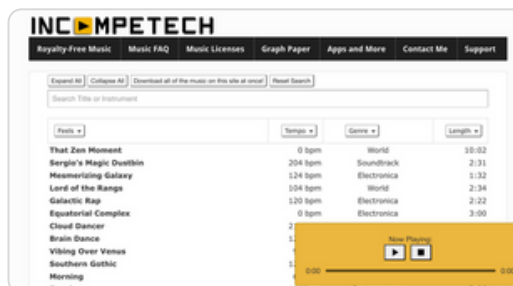 INCOMPETECH
Royalty-Free Music Music FAQ Music Licenses Graph Paper Apps and More Contact Me Support
Expand All Collapse All Download all of the music on this site at once! Reset Search
Search Title or Instrument
Feels Tempo Genre Length
That Zen Moment 0 bpm World 10:02
Sergio's Magic Dustbin 204 bpm Soundtrack 2:31
Mesmerizing Galaxy 124 bpm Electronica 1:32
Lord of the Rangs 104 bpm World 2:34
Galactic Rap 120 bpm Electronica 2:22
Equatorial Complex 0 bpm Electronica 3:00
Cloud Dancer
Brain Dance
Vibing Over Venus
Southern Gothic
Morning
Now Playing:
0:00 0:00